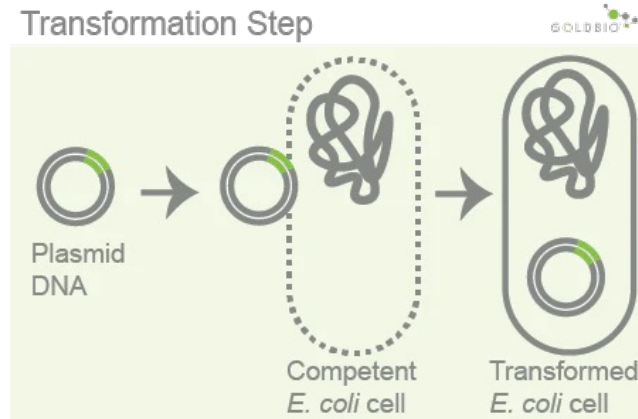 Transformation Step
GOLDBIO
Plasmid
DNA
Competent
E. coli cell
Transformed
E. coli cell